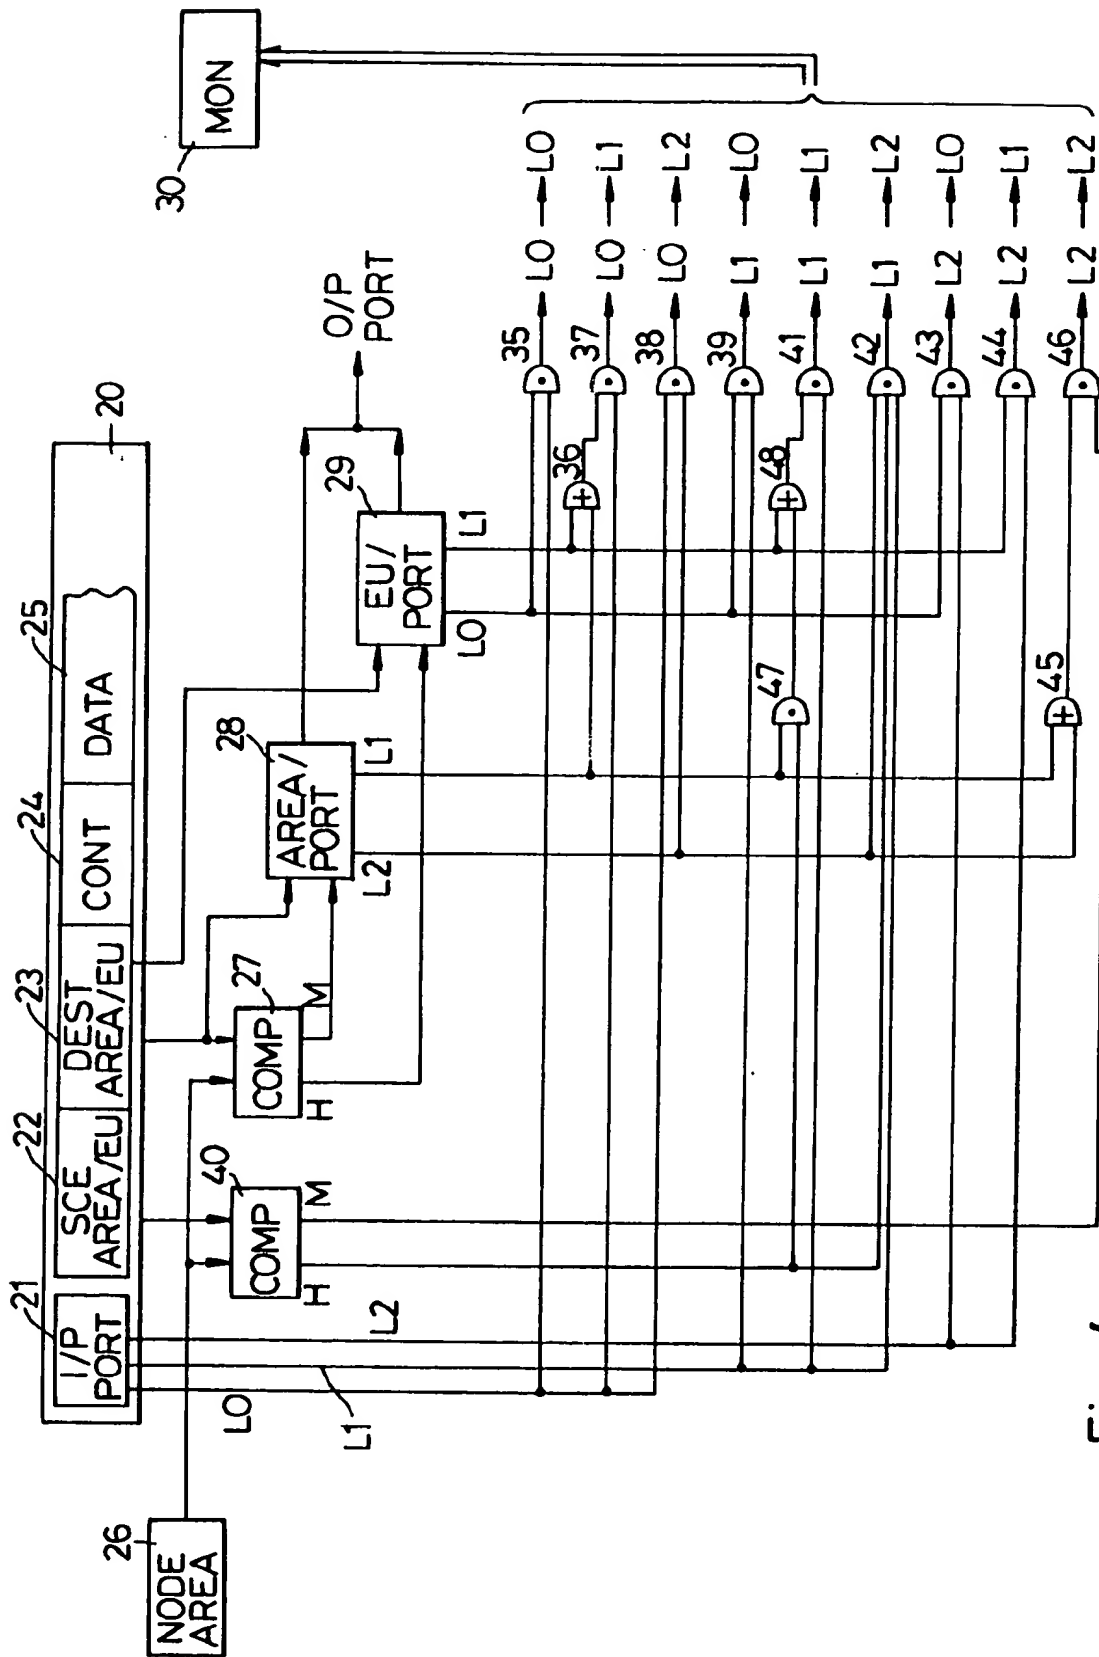 30
MON
20
21
I/P
PORT
22
SCE
AREA/EU
23
DEST
AREA/EU
24
CONT
25
DATA
26
NODE
AREA
40
COMP
H
M
27
COMP
H
M
28
AREA/
PORT
L2
L1
29
EU/
PORT
L0
L1
O/P
PORT
L0
L1
L2
35
L0
L0
36
37
L0
L1
38
L0
L2
39
L1
L0
47
48
41
L1
L1
42
L1
L2
43
L2
L0
44
L2
L1
45
46
L2
L2